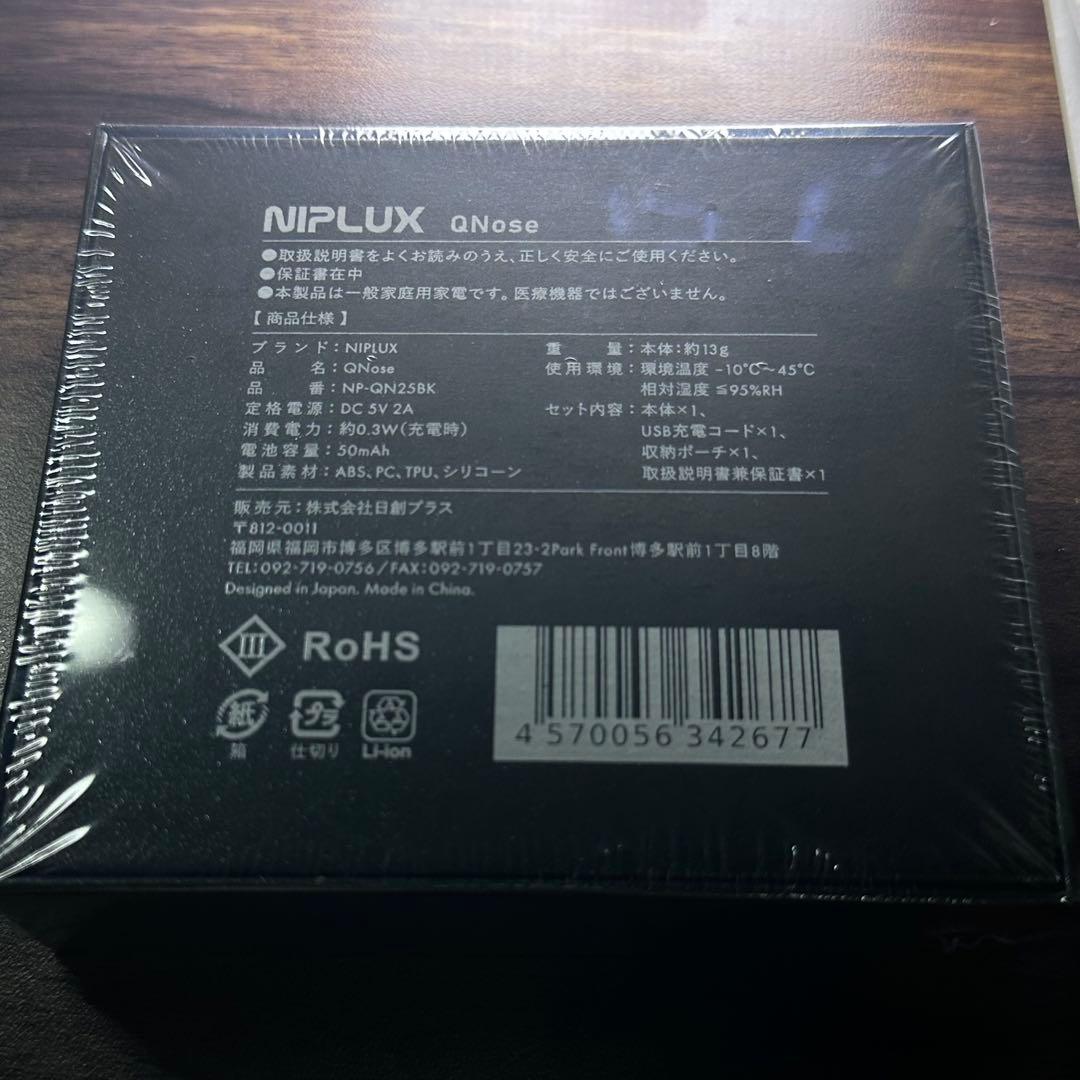 NIPLUX QNose
●取扱説明書をよくお読みのうえ、正しく安全にご使用ください。
●保証書在中
●本製品は一般家庭用家電です。医療機器ではございません。
【商品仕様】
ブランド:NIPLUX
品名:QNose
品番:NP-QN25BK
定格電源:DC 5V 2A
消費電力:約0.3W(充電時)
電池容量:50mAh
製品素材:ABS、PC、TPU、シリコーン
重量:本体:約13g
使用環境:環境温度 -10℃～45℃
相対湿度 ≦95%RH
セット内容:本体×1、
USB充電コード×1、
収納ポーチ×1、
取扱説明書兼保証書×1
販売元:株式会社日創プラス
〒812-0011
福岡県福岡市博多区博多駅前1丁目23-2Park Front博多駅前1丁目8階
TEL:092-719-0756/FAX:092-719-0757
Designed in Japan. Made in China.
III RoHS
紙 プラ
箱 仕切り Li-ion
4 570056 342677